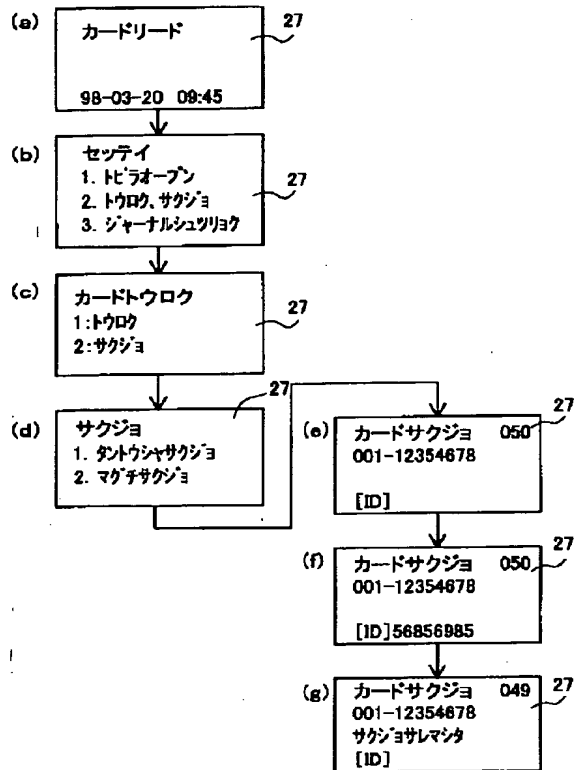 (a)
27
カードリード
98-03-20 09:45
(b)
27
セッテイ
1. トビラオープン
2. トウロク、サクジョ
3. ジャーナルシュツリョク
(c)
27
カードトウロク
1:トウロク
2:サクジョ
(d)
27
サクジョ
1. タントウシャサクジョ
2. マグチサクジョ
(e)
27
カードサクジョ 050
001-12354678
[ID]
(f)
27
カードサクジョ 050
001-12354678
[ID]56856985
(g)
27
カードサクジョ 049
001-12354678
サクジョサレマシタ
[ID]